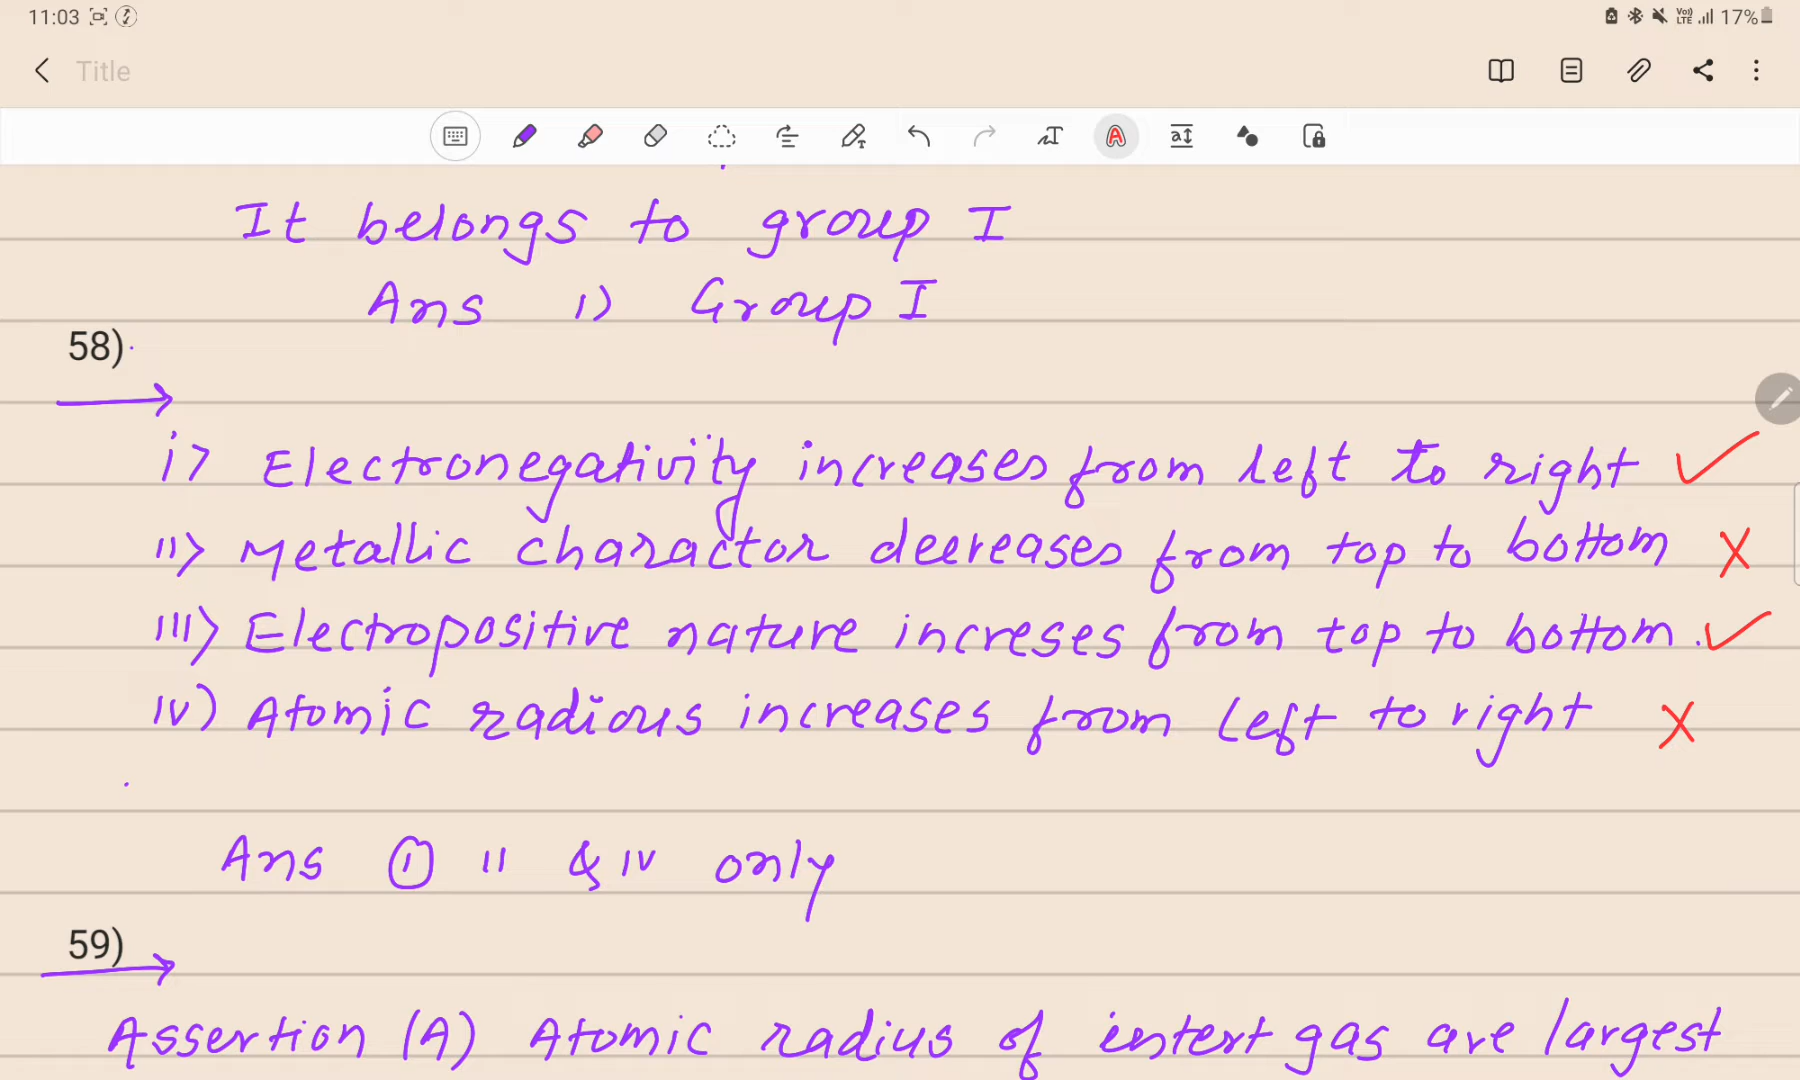 11:03 17%
Title
It belongs to group I
Ans 1) Group I
58)
i) Electronegativity increases from left to right ✓
ii) Metallic charactor decreases from top to bottom X
iii) Electropositive nature increses from top to bottom. ✓
iv) Atomic radious increases from left to right X
Ans ① ii & iv only
59)
Assertion (A) Atomic radius of intert gas are largest